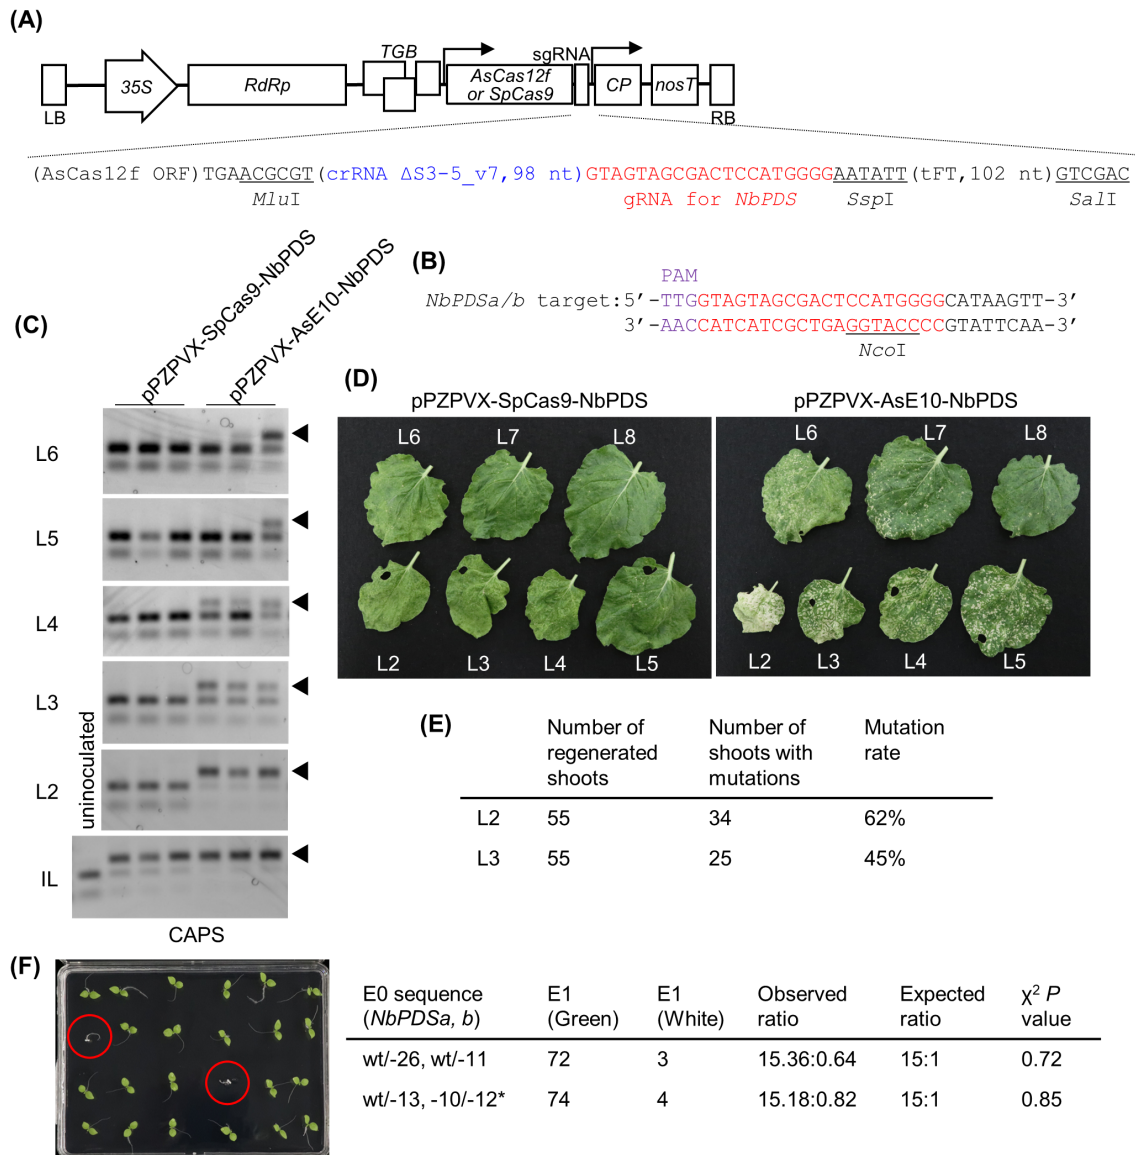 (A)
LB
35S
RdRp
TGB
AsCas12f
or SpCas9
sgRNA
CP
nosT
RB
(AsCas12f ORF)TGAACGCGT(crRNA ΔS3-5_v7,98 nt)GTAGTAGCGACTCCATGGGGAATATT(tFT,102 nt)GTCGAC
MluI
gRNA for NbPDS
SspI
SalI
(B)
PAM
NbPDSa/b target:5′-TTGGTAGTAGCGACTCCATGGGGCATAAGTT-3′
3′-AACCATCATCGCTGAGGTACCCCGTATTCAA-3′
NcoI
(C)
pPZPVX-SpCas9-NbPDS
pPZPVX-AsE10-NbPDS
L6
L5
L4
L3
L2
uninoculated
IL
CAPS
(D)
pPZPVX-SpCas9-NbPDS
L6
L7
L8
L2
L3
L4
L5
pPZPVX-AsE10-NbPDS
L6
L7
L8
L2
L3
L4
L5
(E)
Number of regenerated shoots
Number of shoots with mutations
Mutation rate
L2 55 34 62%
L3 55 25 45%
(F)
E0 sequence (NbPDSa, b)
E1 (Green)
E1 (White)
Observed ratio
Expected ratio
χ2 P value
wt/-26, wt/-11 72 3 15.36:0.64 15:1 0.72
wt/-13, -10/-12* 74 4 15.18:0.82 15:1 0.85